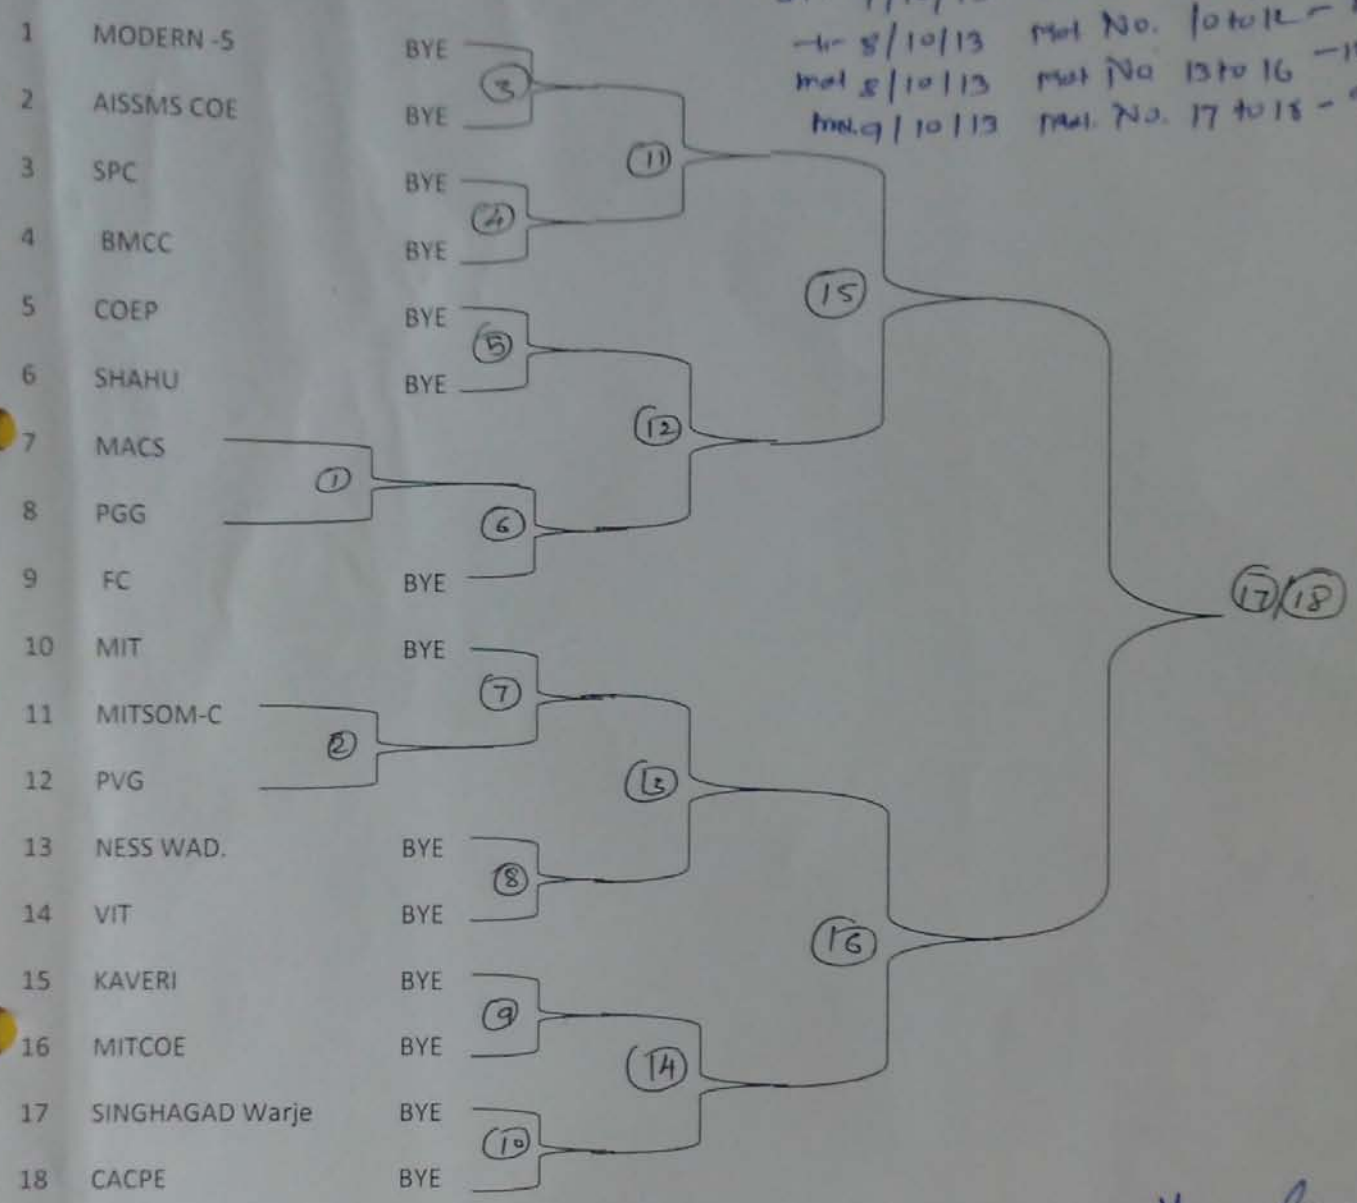 8/10/13 Mat No. 10 to 12 -
mat 8/10/13 Mat No 13 to 16 -
9/10/13 Mat. No. 17 to 18 -
1 MODERN -S BYE
③
2 AISSMS COE BYE
⑪
3 SPC BYE
④
4 BMCC BYE
⑮
5 COEP BYE
⑤
6 SHAHU BYE
⑫
7 MACS
①
8 PGG
⑥
9 FC BYE
⑰/⑱
10 MIT BYE
⑦
11 MITSOM-C
②
12 PVG
⑬
13 NESS WAD. BYE
⑧
14 VIT BYE
⑯
15 KAVERI BYE
⑨
16 MITCOE BYE
⑭
17 SINGHAGAD Warje BYE
⑩
18 CACPE BYE